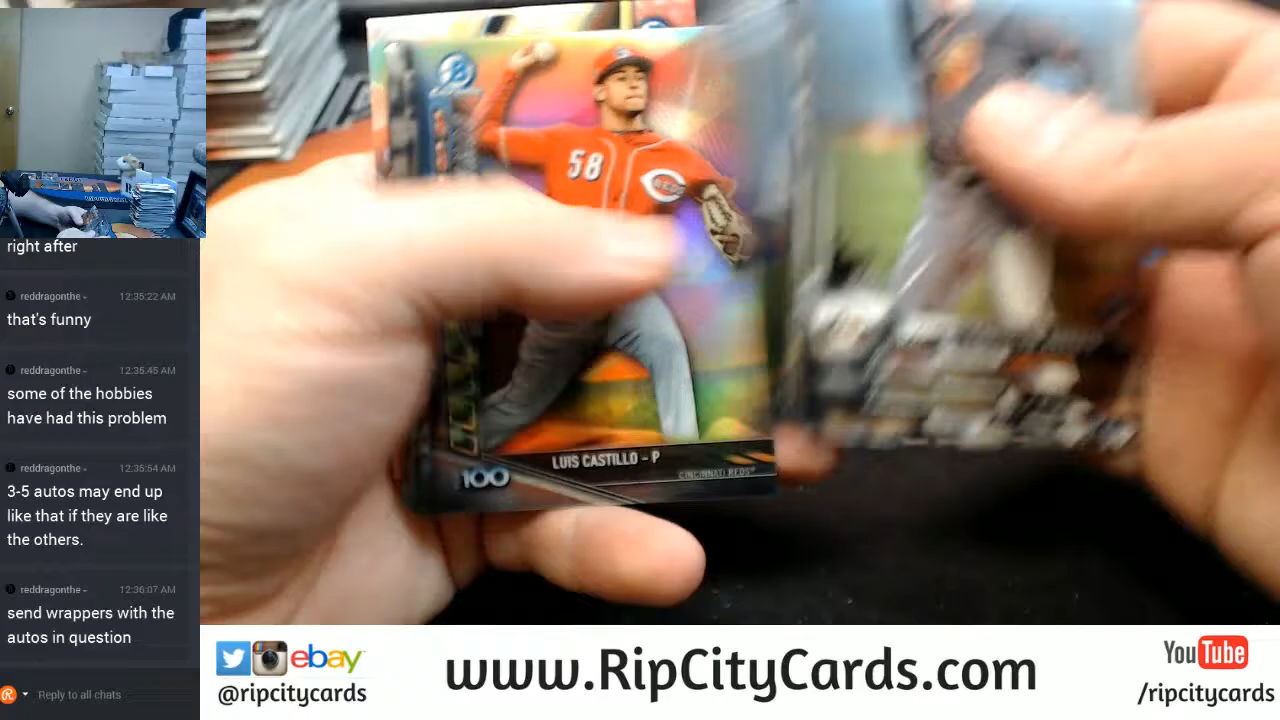 right after
reddragonthe 12:35:22 AM
that's funny
reddragonthe 12:35:45 AM
some of the hobbies
have had this problem
reddragonthe 12:35:54 AM
3-5 autos may end up
like that if they are like
the others.
reddragonthe 12:36:07 AM
send wrappers with the
autos in question
Reply to all chats
58
REDS
LUIS CASTILLO - P
CINCINNATI REDS
100
ebay
@ripcitycards
www.RipCityCards.com
YouTube
/ripcitycards